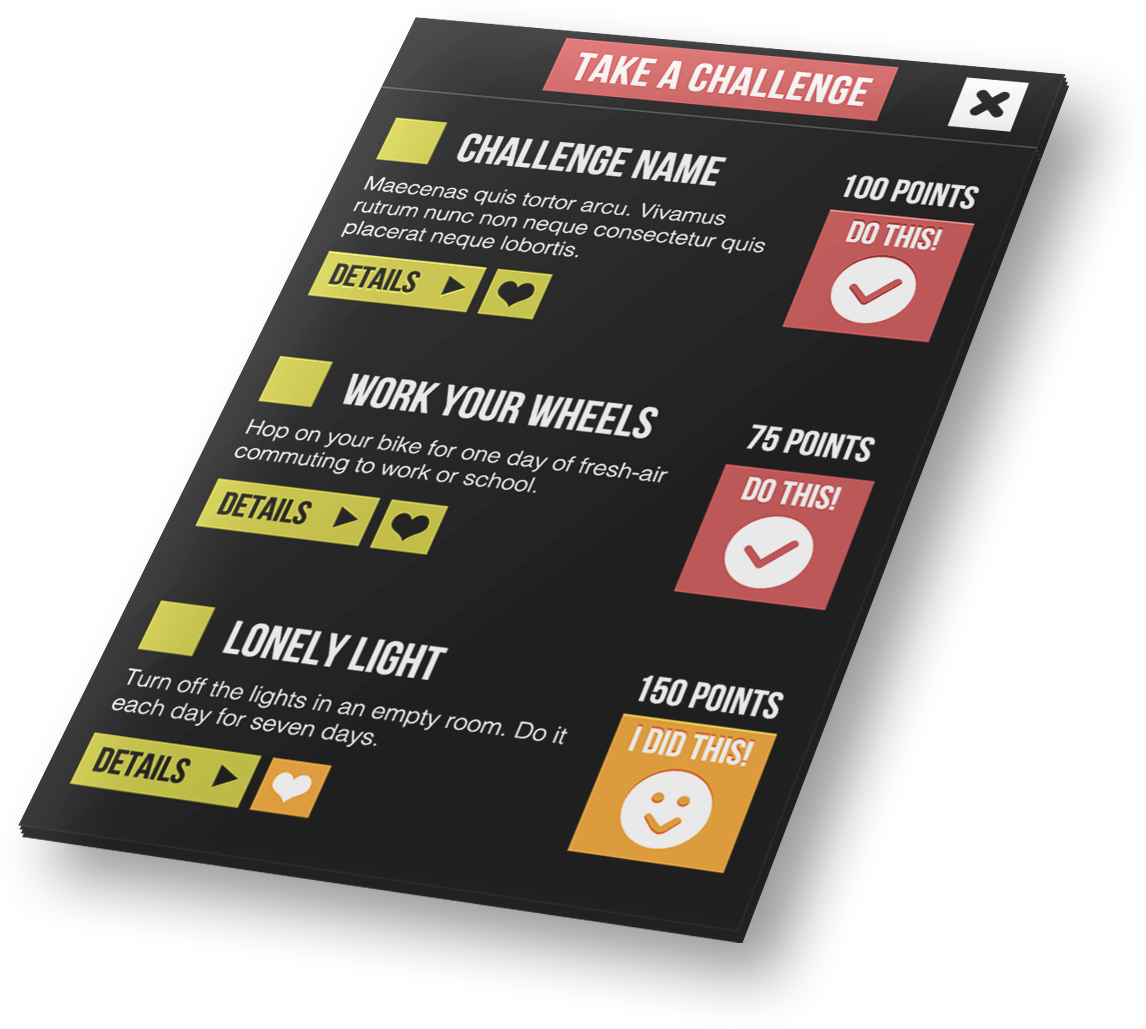 TAKE A CHALLENGE
CHALLENGE NAME
Maecenas quis tortor arcu. Vivamus
rutrum nunc non neque consectetur quis
placerat neque lobortis.
DETAILS
100 POINTS
DO THIS!
WORK YOUR WHEELS
Hop on your bike for one day of fresh-air
commuting to work or school.
DETAILS
75 POINTS
DO THIS!
LONELY LIGHT
Turn off the lights in an empty room. Do it
each day for seven days.
DETAILS
150 POINTS
I DID THIS!